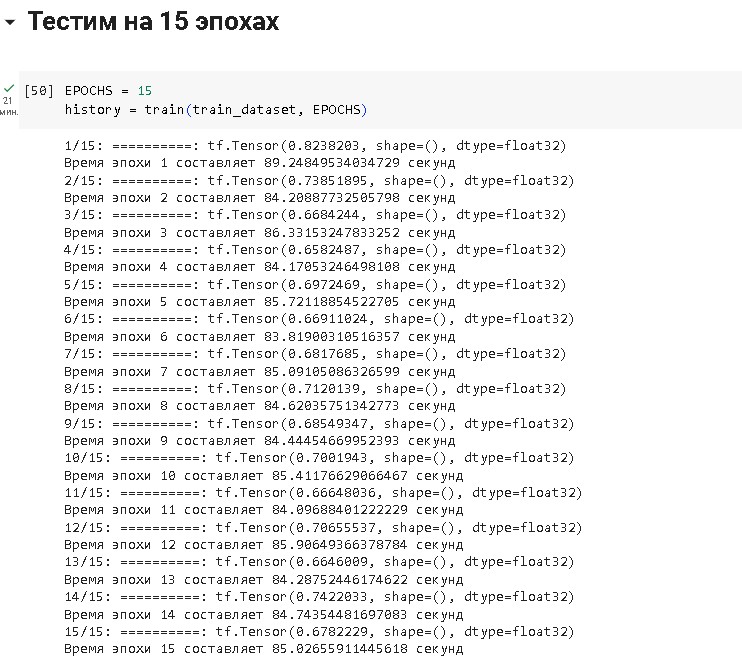 Тестим на 15 эпохах
[50] EPOCHS = 15
21
мин.
history = train(train_dataset, EPOCHS)
1/15: ==========: tf.Tensor(0.8238203, shape=(), dtype=float32)
Время эпохи 1 составляет 89.24849534034729 секунд
2/15: ==========: tf.Tensor(0.73851895, shape=(), dtype=float32)
Время эпохи 2 составляет 84.20887732505798 секунд
3/15: ==========: tf.Tensor(0.6684244, shape=(), dtype=float32)
Время эпохи 3 составляет 86.33153247833252 секунд
4/15: ==========: tf.Tensor(0.6582487, shape=(), dtype=float32)
Время эпохи 4 составляет 84.17053246498108 секунд
5/15: ==========: tf.Tensor(0.6972469, shape=(), dtype=float32)
Время эпохи 5 составляет 85.72118854522705 секунд
6/15: ==========: tf.Tensor(0.66911024, shape=(), dtype=float32)
Время эпохи 6 составляет 83.81900310516357 секунд
7/15: ==========: tf.Tensor(0.6817685, shape=(), dtype=float32)
Время эпохи 7 составляет 85.09105086326599 секунд
8/15: ==========: tf.Tensor(0.7120139, shape=(), dtype=float32)
Время эпохи 8 составляет 84.62035751342773 секунд
9/15: ==========: tf.Tensor(0.68549347, shape=(), dtype=float32)
Время эпохи 9 составляет 84.44454669952393 секунд
10/15: ==========: tf.Tensor(0.7001943, shape=(), dtype=float32)
Время эпохи 10 составляет 85.41176629066467 секунд
11/15: ==========: tf.Tensor(0.66648036, shape=(), dtype=float32)
Время эпохи 11 составляет 84.09688401222229 секунд
12/15: ==========: tf.Tensor(0.70655537, shape=(), dtype=float32)
Время эпохи 12 составляет 85.90649366378784 секунд
13/15: ==========: tf.Tensor(0.6646009, shape=(), dtype=float32)
Время эпохи 13 составляет 84.28752446174622 секунд
14/15: ==========: tf.Tensor(0.7422033, shape=(), dtype=float32)
Время эпохи 14 составляет 84.74354481697083 секунд
15/15: ==========: tf.Tensor(0.6782229, shape=(), dtype=float32)
Время эпохи 15 составляет 85.02655911445618 секунд